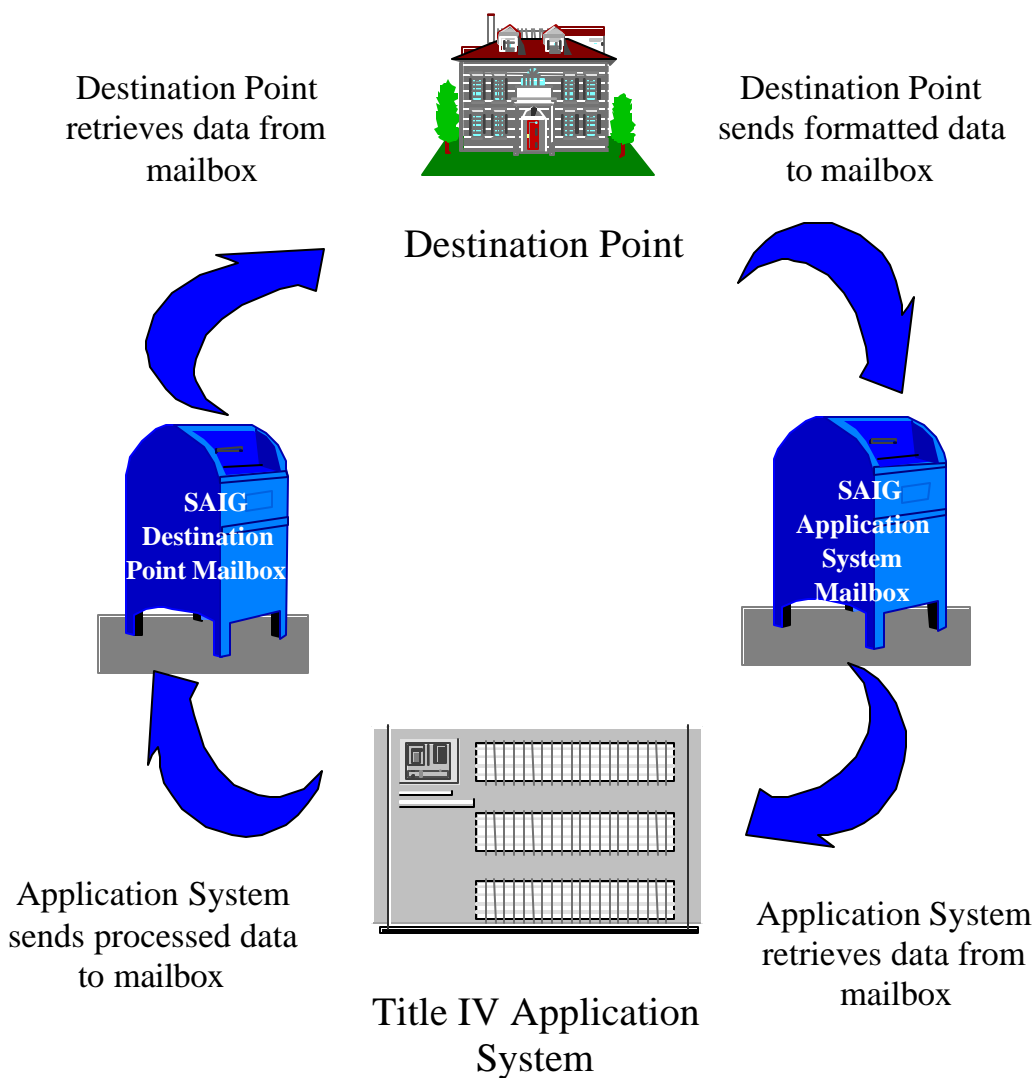 Destination Point
retrieves data from
mailbox
Destination Point
sends formatted data
to mailbox
Destination Point
SAIG
Destination
Point Mailbox
SAIG
Application
System
Mailbox
Application System
sends processed data
to mailbox
Application System
retrieves data from
mailbox
Title IV Application
System